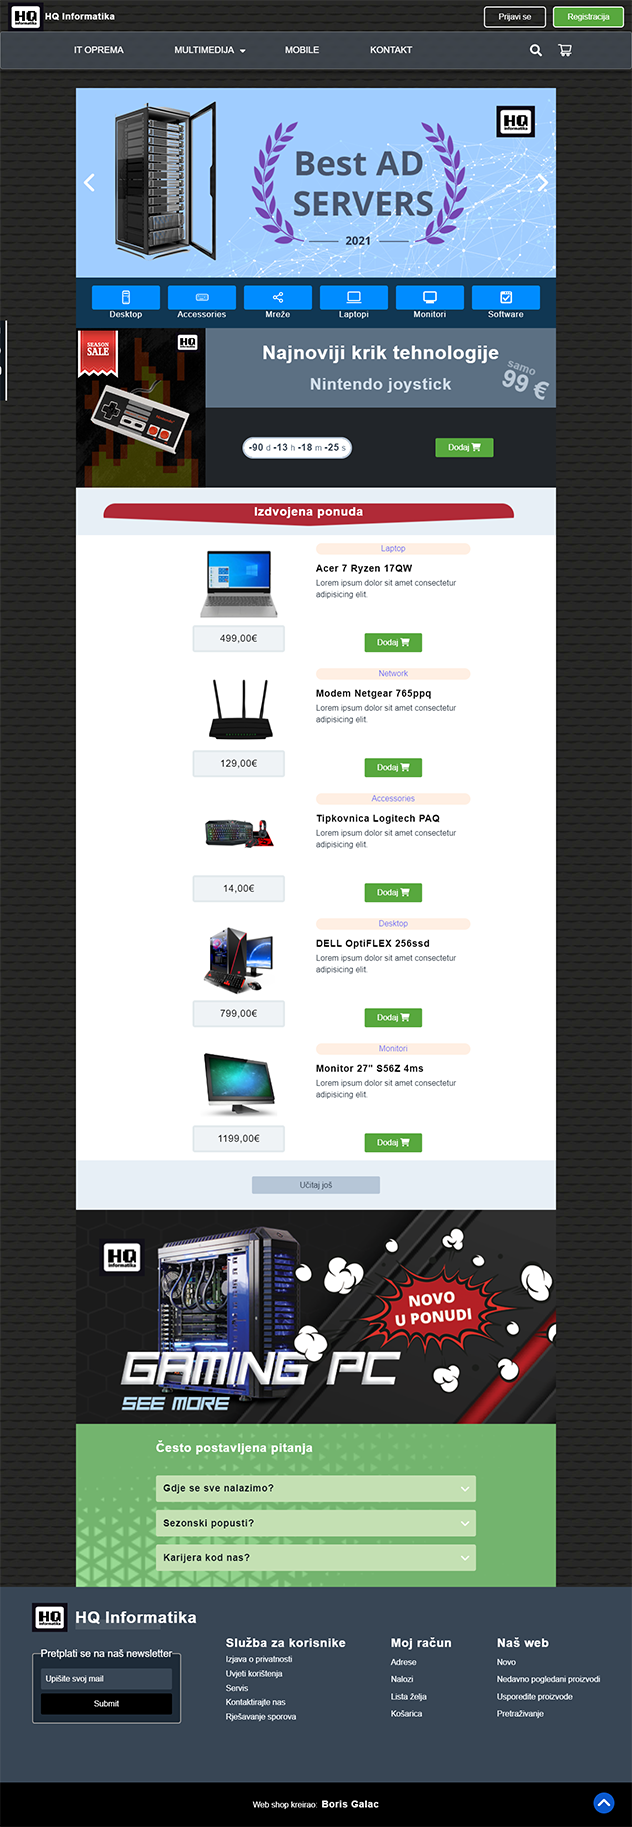 HQ
informatika
HQ Informatika
Prijavi se
Registracija
IT OPREMA
MULTIMEDIJA
MOBILE
KONTAKT
HQ
informatika
Best AD
SERVERS
2021
Desktop
Accessories
Mreže
Laptopi
Monitori
Software
SEASON
SALE
HQ
informatika
Najnoviji krik tehnologije
Nintendo joystick
samo
99 €
-90 d -13 h -18 m -25 s
Dodaj
Izdvojena ponuda
Laptop
Acer 7 Ryzen 17QW
Lorem ipsum dolor sit amet consectetur
adipisicing elit.
499,00€
Dodaj
Network
Modem Netgear 765ppq
Lorem ipsum dolor sit amet consectetur
adipisicing elit.
129,00€
Dodaj
Accessories
Tipkovnica Logitech PAQ
Lorem ipsum dolor sit amet consectetur
adipisicing elit.
14,00€
Dodaj
Desktop
DELL OptiFLEX 256ssd
Lorem ipsum dolor sit amet consectetur
adipisicing elit.
799,00€
Dodaj
Monitori
Monitor 27" S56Z 4ms
Lorem ipsum dolor sit amet consectetur
adipisicing elit.
1199,00€
Dodaj
Učitaj još
HQ
informatika
NOVO
U PONUDI
GAMING PC
SEE MORE
Često postavljena pitanja
Gdje se sve nalazimo?
Sezonski popusti?
Karijera kod nas?
HQ
informatika
HQ Informatika
Pretplati se na naš newsletter
Upišite svoj mail
Submit
Služba za korisnike
Izjava o privatnosti
Uvjeti korištenja
Servis
Kontaktirajte nas
Rješavanje sporova
Moj račun
Adrese
Nalozi
Lista želja
Košarica
Naš web
Novo
Nedavno pogledani proizvodi
Usporedite proizvode
Pretraživanje
Web shop kreirao: Boris Galac